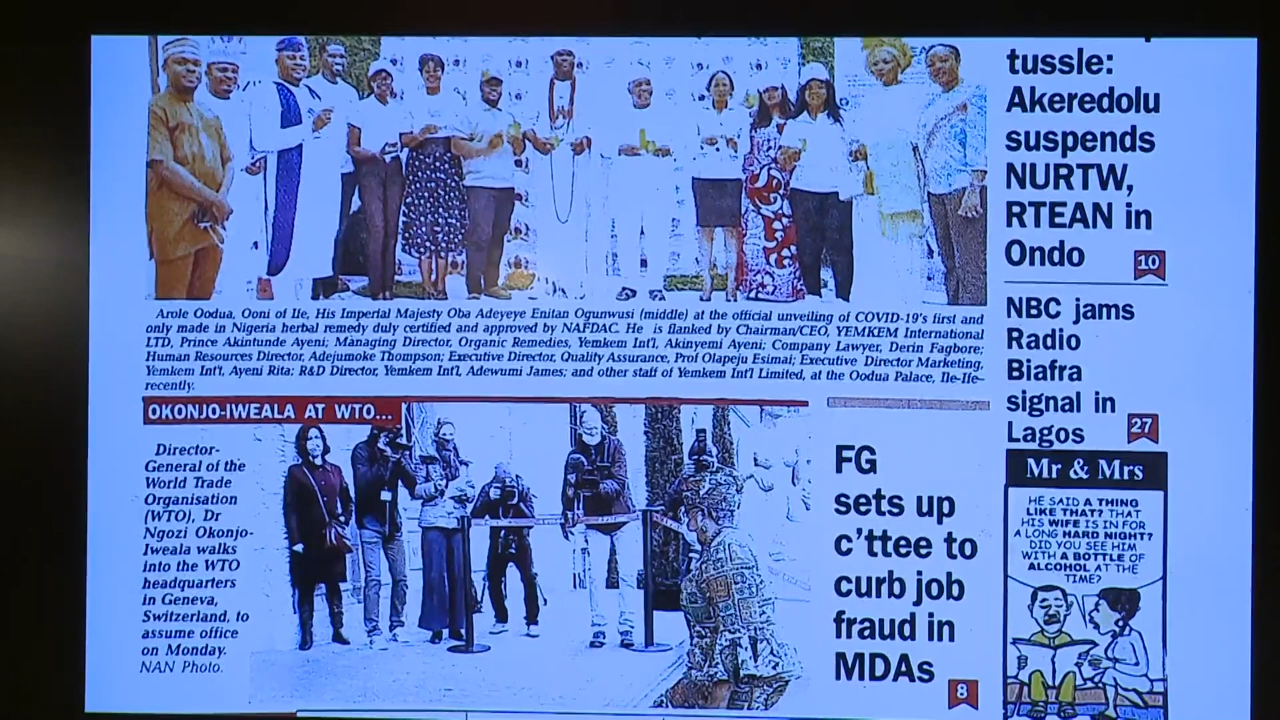 Arole Oodua, Ooni of Ile, His Imperial Majesty Oba Adeyeye Enitan Ogunwusi (middle) at the official unveiling of COVID-19's first and
only made in Nigeria herbal remedy duly certified and approved by NAFDAC. He is flanked by Chairman/CEO, YEMKEM International
LTD, Prince Akintunde Ayeni; Managing Director, Organic Remedies, Yemkem Int'l, Akinyemi Ayeni; Company Lawyer, Derin Fagbore;
Human Resources Director, Adejumoke Thompson; Executive Director, Quality Assurance, Prof Olapeju Esimai; Executive Director Marketing,
Yemkem Int'l, Ayeni Rita: R&D Director, Yemkem Int'l, Adewumi James; and other staff of Yemkem Int'l Limited, at the Oodua Palace, Ile-Ife–
recently.
OKONJO-IWEALA AT WTO...
Director-
General of the
World Trade
Organisation
(WTO), Dr
Ngozi Okonjo-
Iweala walks
into the WTO
headquarters
in Geneva,
Switzerland, to
assume office
on Monday.
NAN Photo.
FG
sets up
c'ttee to
curb job
fraud in
MDAs
8
tussle:
Akeredolu
suspends
NURTW,
RTEAN in
Ondo
10
NBC jams
Radio
Biafra
signal in
Lagos
27
Mr & Mrs
HE SAID A THING
LIKE THAT? THAT
HIS WIFE IS IN FOR
A LONG HARD NIGHT?
DID YOU SEE HIM
WITH A BOTTLE OF
ALCOHOL AT THE
TIME?